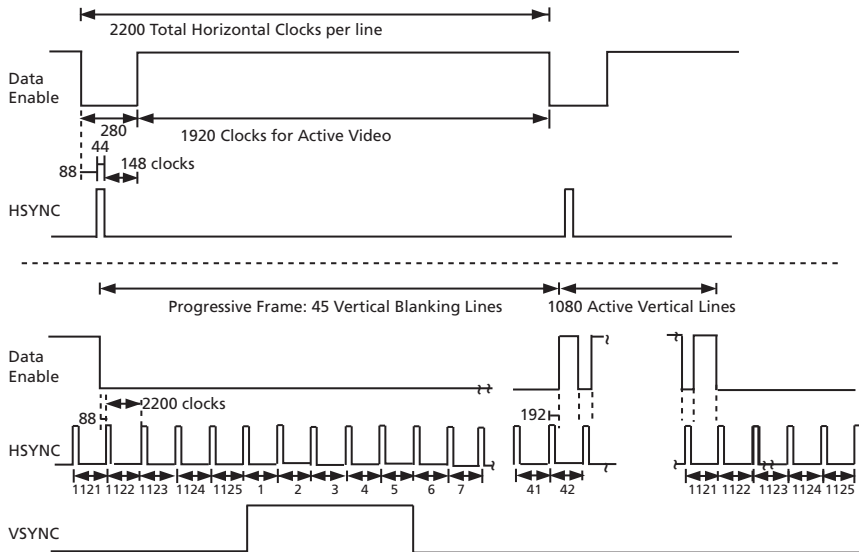 2200 Total Horizontal Clocks per line
Data
Enable
280
1920 Clocks for Active Video
44
88
148 clocks
HSYNC
Progressive Frame: 45 Vertical Blanking Lines
1080 Active Vertical Lines
Data
Enable
88
2200 clocks
192
HSYNC
1121 1122 1123 1124 1125 1 2 3 4 5 6 7 41 42 1121 1122 1123 1124 1125
VSYNC